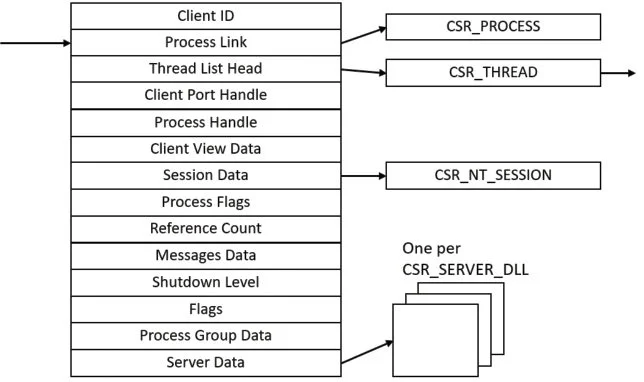 Client ID
Process Link
Thread List Head
Client Port Handle
Process Handle
Client View Data
Session Data
Process Flags
Reference Count
Messages Data
Shutdown Level
Flags
Process Group Data
Server Data
CSR_PROCESS
CSR_THREAD
CSR_NT_SESSION
One per
CSR_SERVER_DLL